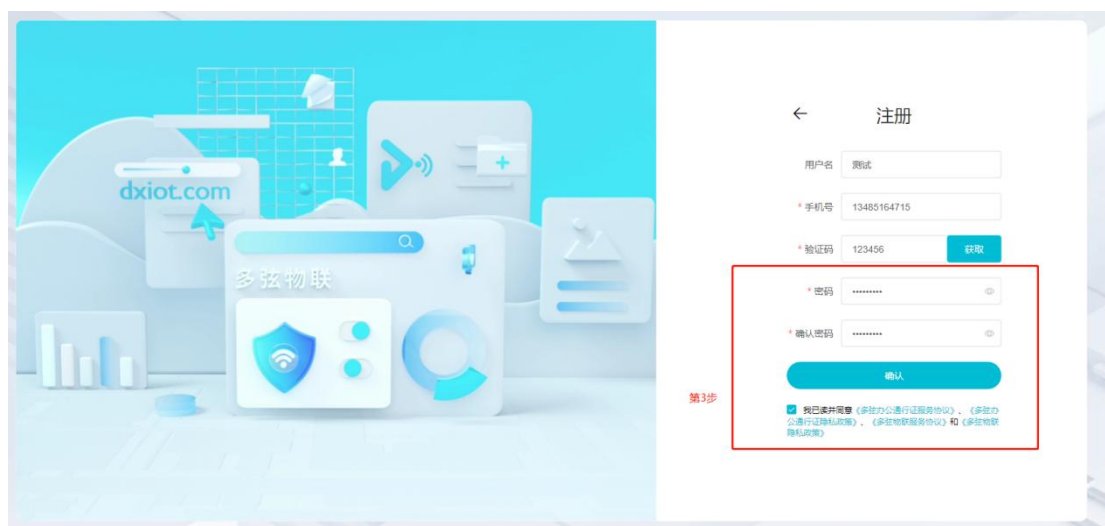 注册
用户名 测试
* 手机号 13485164715
* 验证码 123456 获取
* 密码 •••••••••
* 确认密码 •••••••••
确认
我已读并同意《多弦办公通行证服务协议》、《多弦办
公通行证隐私政策》、《多弦物联服务协议》和《多弦物联
隐私政策》
第3步
dxiot.com
多弦物联